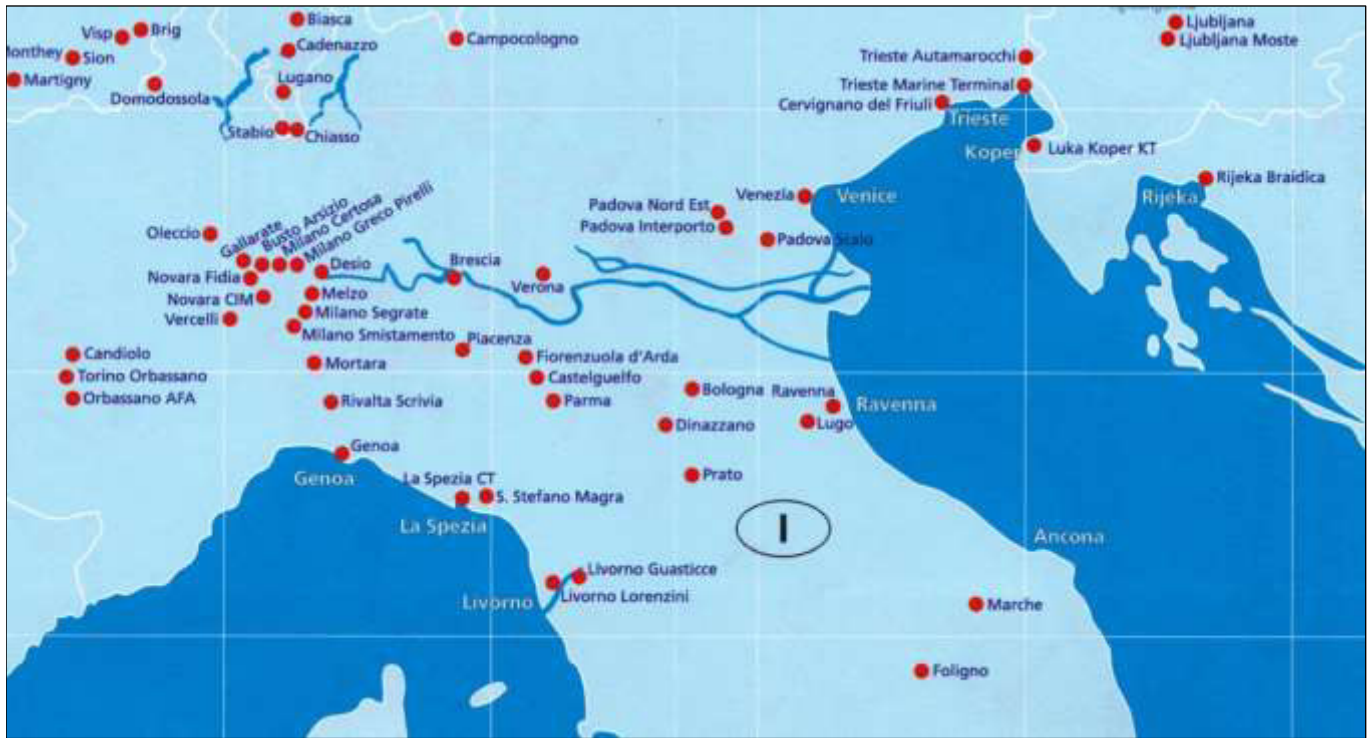 Biasca
Ljubljana
Visp
Brig
Campocologno
Ljubljana Moste
Cadenazzo
Monthey
Sion
Trieste Autamarocchi
Martigny
Lugano
Trieste Marine Terminal
Domodossola
Cervignano del Friuli
Trieste
Stabio
Chiasso
Koper
Luka Koper KT
Rijeka Braidica
Venezia
Venice
Rijeka
Padova Nord Est
Padova Interporto
Padova Scalo
Oleccio
Gallarate
Busto Arsizio
Milano Certosa
Milano Greco Pirelli
Desio
Brescia
Verona
Novara Fidia
Novara CIM
Melzo
Vercelli
Milano Segrate
Milano Smistamento
Piacenza
Candiolo
Mortara
Fiorenzuola d'Arda
Torino Orbassano
Castelguelfo
Orbassano AFA
Rivalta Scrivia
Parma
Bologna
Ravenna
Ravenna
Dinazzano
Lugo
Genoa
Genoa
La Spezia CT
Prato
S. Stefano Magra
La Spezia
I
Ancona
Livorno Guasticce
Livorno Lorenzini
Livorno
Marche
Foligno